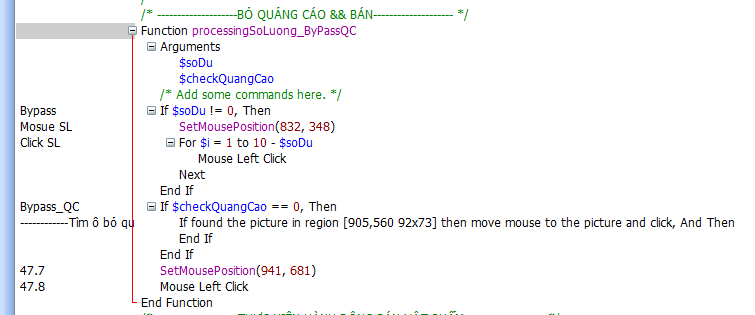 /* --------------------BỎ QUẢNG CÁO && BÁN-------------------- */
Function processingSoLuong_ByPassQC
Arguments
$soDu
$checkQuangCao
/* Add some commands here. */
Bypass If $soDu != 0, Then
Mosue SL SetMousePosition(832, 348)
Click SL For $i = 1 to 10 - $soDu
Mouse Left Click
Next
End If
Bypass_QC If $checkQuangCao == 0, Then
------------Tìm ô bỏ qu If found the picture in region [905,560 92x73] then move mouse to the picture and click, And Then
End If
End If
47.7 SetMousePosition(941, 681)
47.8 Mouse Left Click
End Function